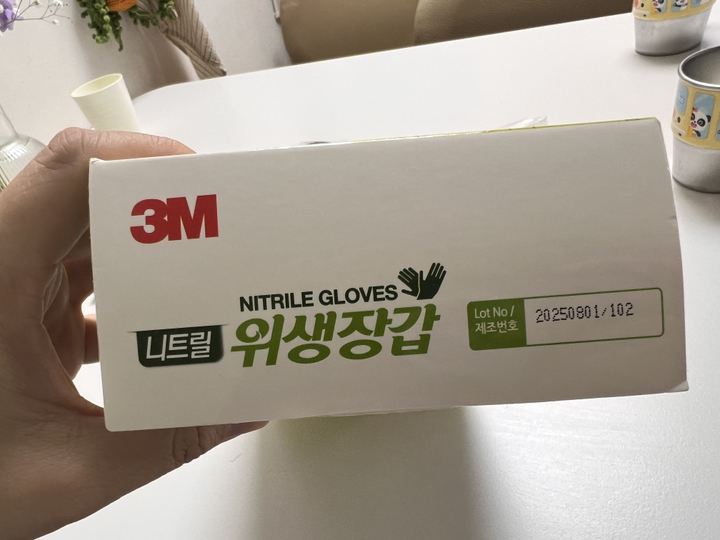 3M
NITRILE GLOVES
니트릴 위생장갑
Lot No /
제조번호
20250801/102